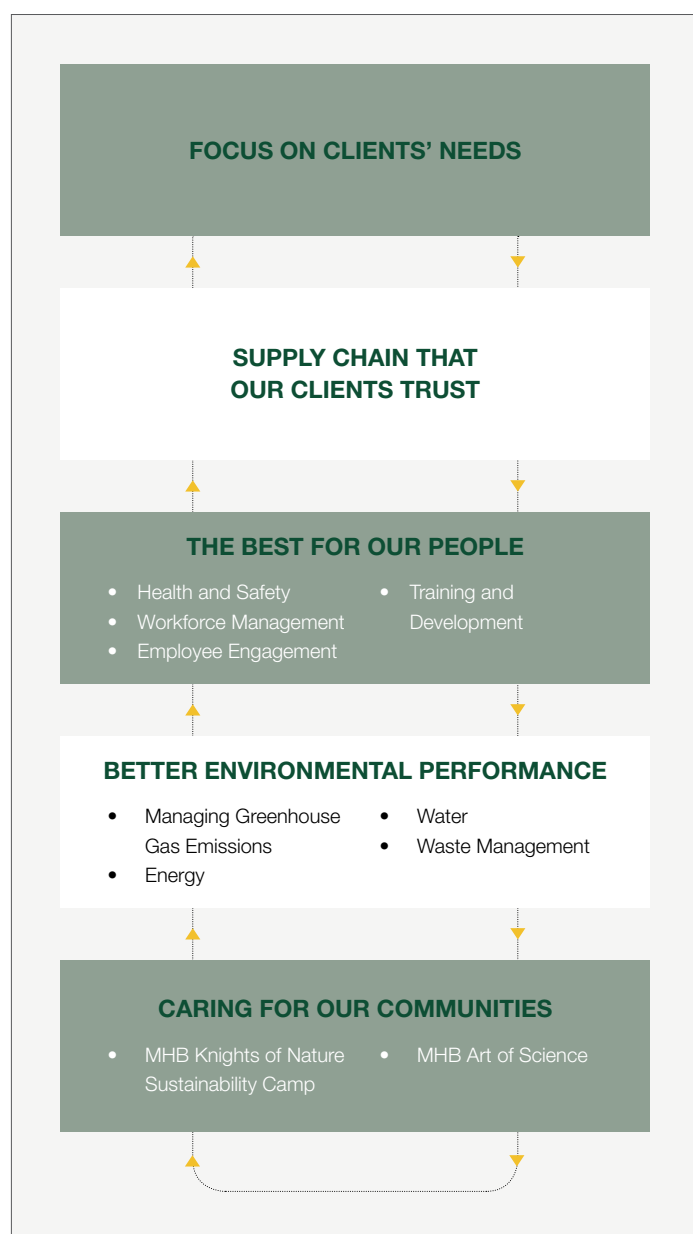 FOCUS ON CLIENTS’ NEEDS
SUPPLY CHAIN THAT
OUR CLIENTS TRUST
THE BEST FOR OUR PEOPLE
• Health and Safety
• Workforce Management
• Employee Engagement
• Training and
Development
BETTER ENVIRONMENTAL PERFORMANCE
• Managing Greenhouse
Gas Emissions
• Energy
• Water
• Waste Management
CARING FOR OUR COMMUNITIES
• MHB Knights of Nature
Sustainability Camp
• MHB Art of Science